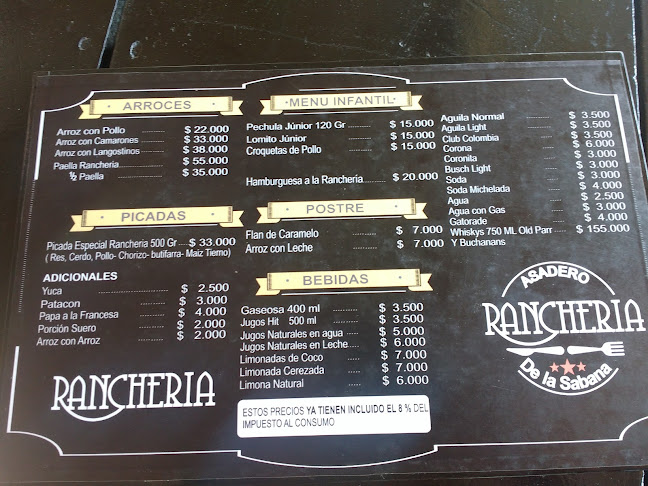 ARROCES
Arroz con Pollo ........ $ 22.000
Arroz con Camarones ........ $ 33.000
Arroz con Langostinos ........ $ 38.000
Paella Rancheria ........ $ 55.000
½ Paella ........ $ 35.000
PICADAS
Picada Especial Rancheria 500 Gr ... $ 33.000
( Res, Cerdo, Pollo- Chorizo- butifarra- Maiz Tierno)
ADICIONALES
Yuca ........ $ 2.500
Patacon ........ $ 3.000
Papa a la Francesa ........ $ 4.000
Porción Suero ........ $ 2.000
Arroz con Arroz ........ $ 2.000
RANCHERIA
MENU INFANTIL
Pechula Júnior 120 Gr ........ $ 15.000
Lomito Júnior ........ $ 15.000
Croquetas de Pollo ........ $ 15.000
Hamburguesa a la Rancheria ........ $ 20.000
POSTRE
Flan de Caramelo ........ $ 7.000
Arroz con Leche ........ $ 7.000
BEBIDAS
Gaseosa 400 ml ........ $ 3.500
Jugos Hit 500 ml ........ $ 3.500
Jugos Naturales en agua ........ $ 5.000
Jugos Naturales en Leche .... $ 6.000
Limonadas de Coco ........ $ 7.000
Limonada Cerezada ........ $ 7.000
Limona Natural ........ $ 6.000
ESTOS PRECIOS YA TIENEN INCLUIDO EL 8 % DEL
IMPUESTO AL CONSUMO
Aguila Normal ........ $ 3.500
Aguila Light ........ $ 3.500
Club Colombia ........ $ 3.500
Corona ........ $ 6.000
Coronita ........ $ 3.000
Busch Light ........ $ 3.000
Soda ........ $ 3.000
Soda Michelada ........ $ 4.000
Agua ........ $ 2.500
Agua con Gas ........ $ 3.000
Gatorade ........ $ 4.000
Whiskys 750 ML Old Parr ..... $ 155.000
Y Buchanans
ASADERO
RANCHERIA
De la Sabana